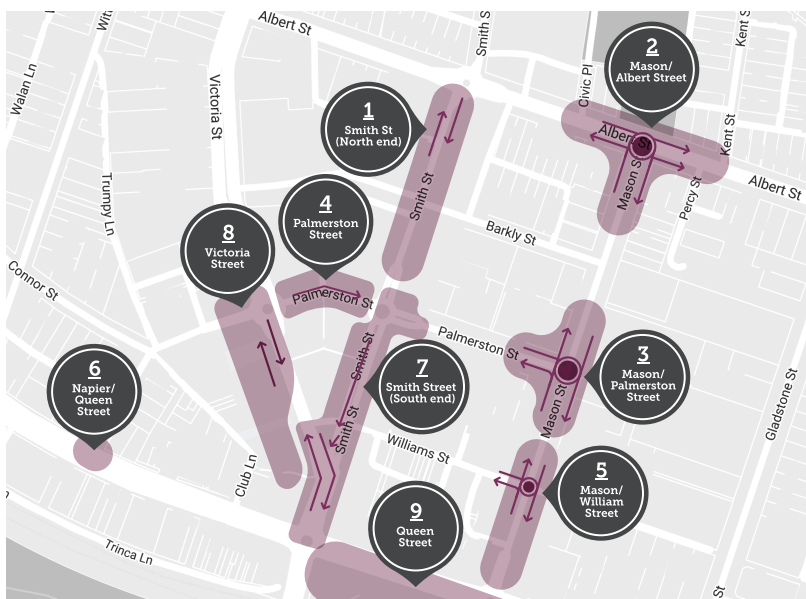 Albert St
Smith S
Kent S
Wit
Walan Ln
Victoria St
Civic Pl
2
Mason/
Albert Street
1
Smith St
(North end)
Albert St
Kent St
Mason S
Percy St
Albert St
Trumpy Ln
Smith St
4
Palmerston
Street
8
Victoria
Street
Barkly St
Connor St
Palmerston St
Palmerston St
Smith St
7
Smith Street
(South end)
3
Mason/
Palmerston
Street
6
Napier/
Queen
Street
Mason St
Gladstone St
Smith St
Williams St
Club Ln
5
Mason/
William
Street
9
Queen
Street
Trinca Ln
St